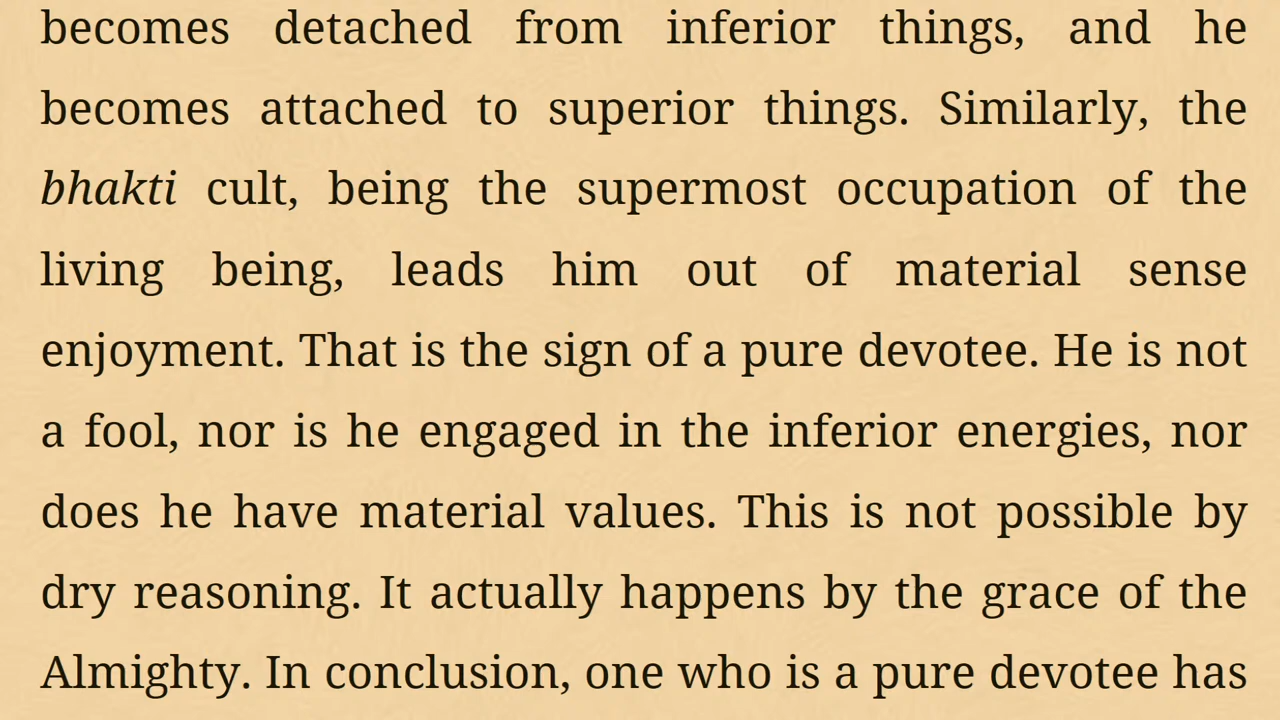 becomes detached from inferior things, and he
becomes attached to superior things. Similarly, the
bhakti cult, being the supermost occupation of the
living being, leads him out of material sense
enjoyment. That is the sign of a pure devotee. He is not
a fool, nor is he engaged in the inferior energies, nor
does he have material values. This is not possible by
dry reasoning. It actually happens by the grace of the
Almighty. In conclusion, one who is a pure devotee has